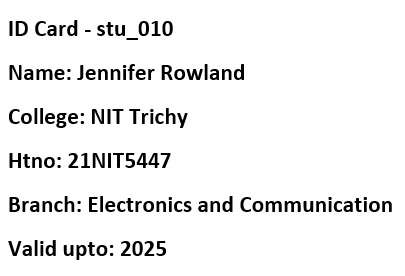 ID Card - stu_010
Name: Jennifer Rowland
College: NIT Trichy
Htno: 21NIT5447
Branch: Electronics and Communication
Valid upto: 2025